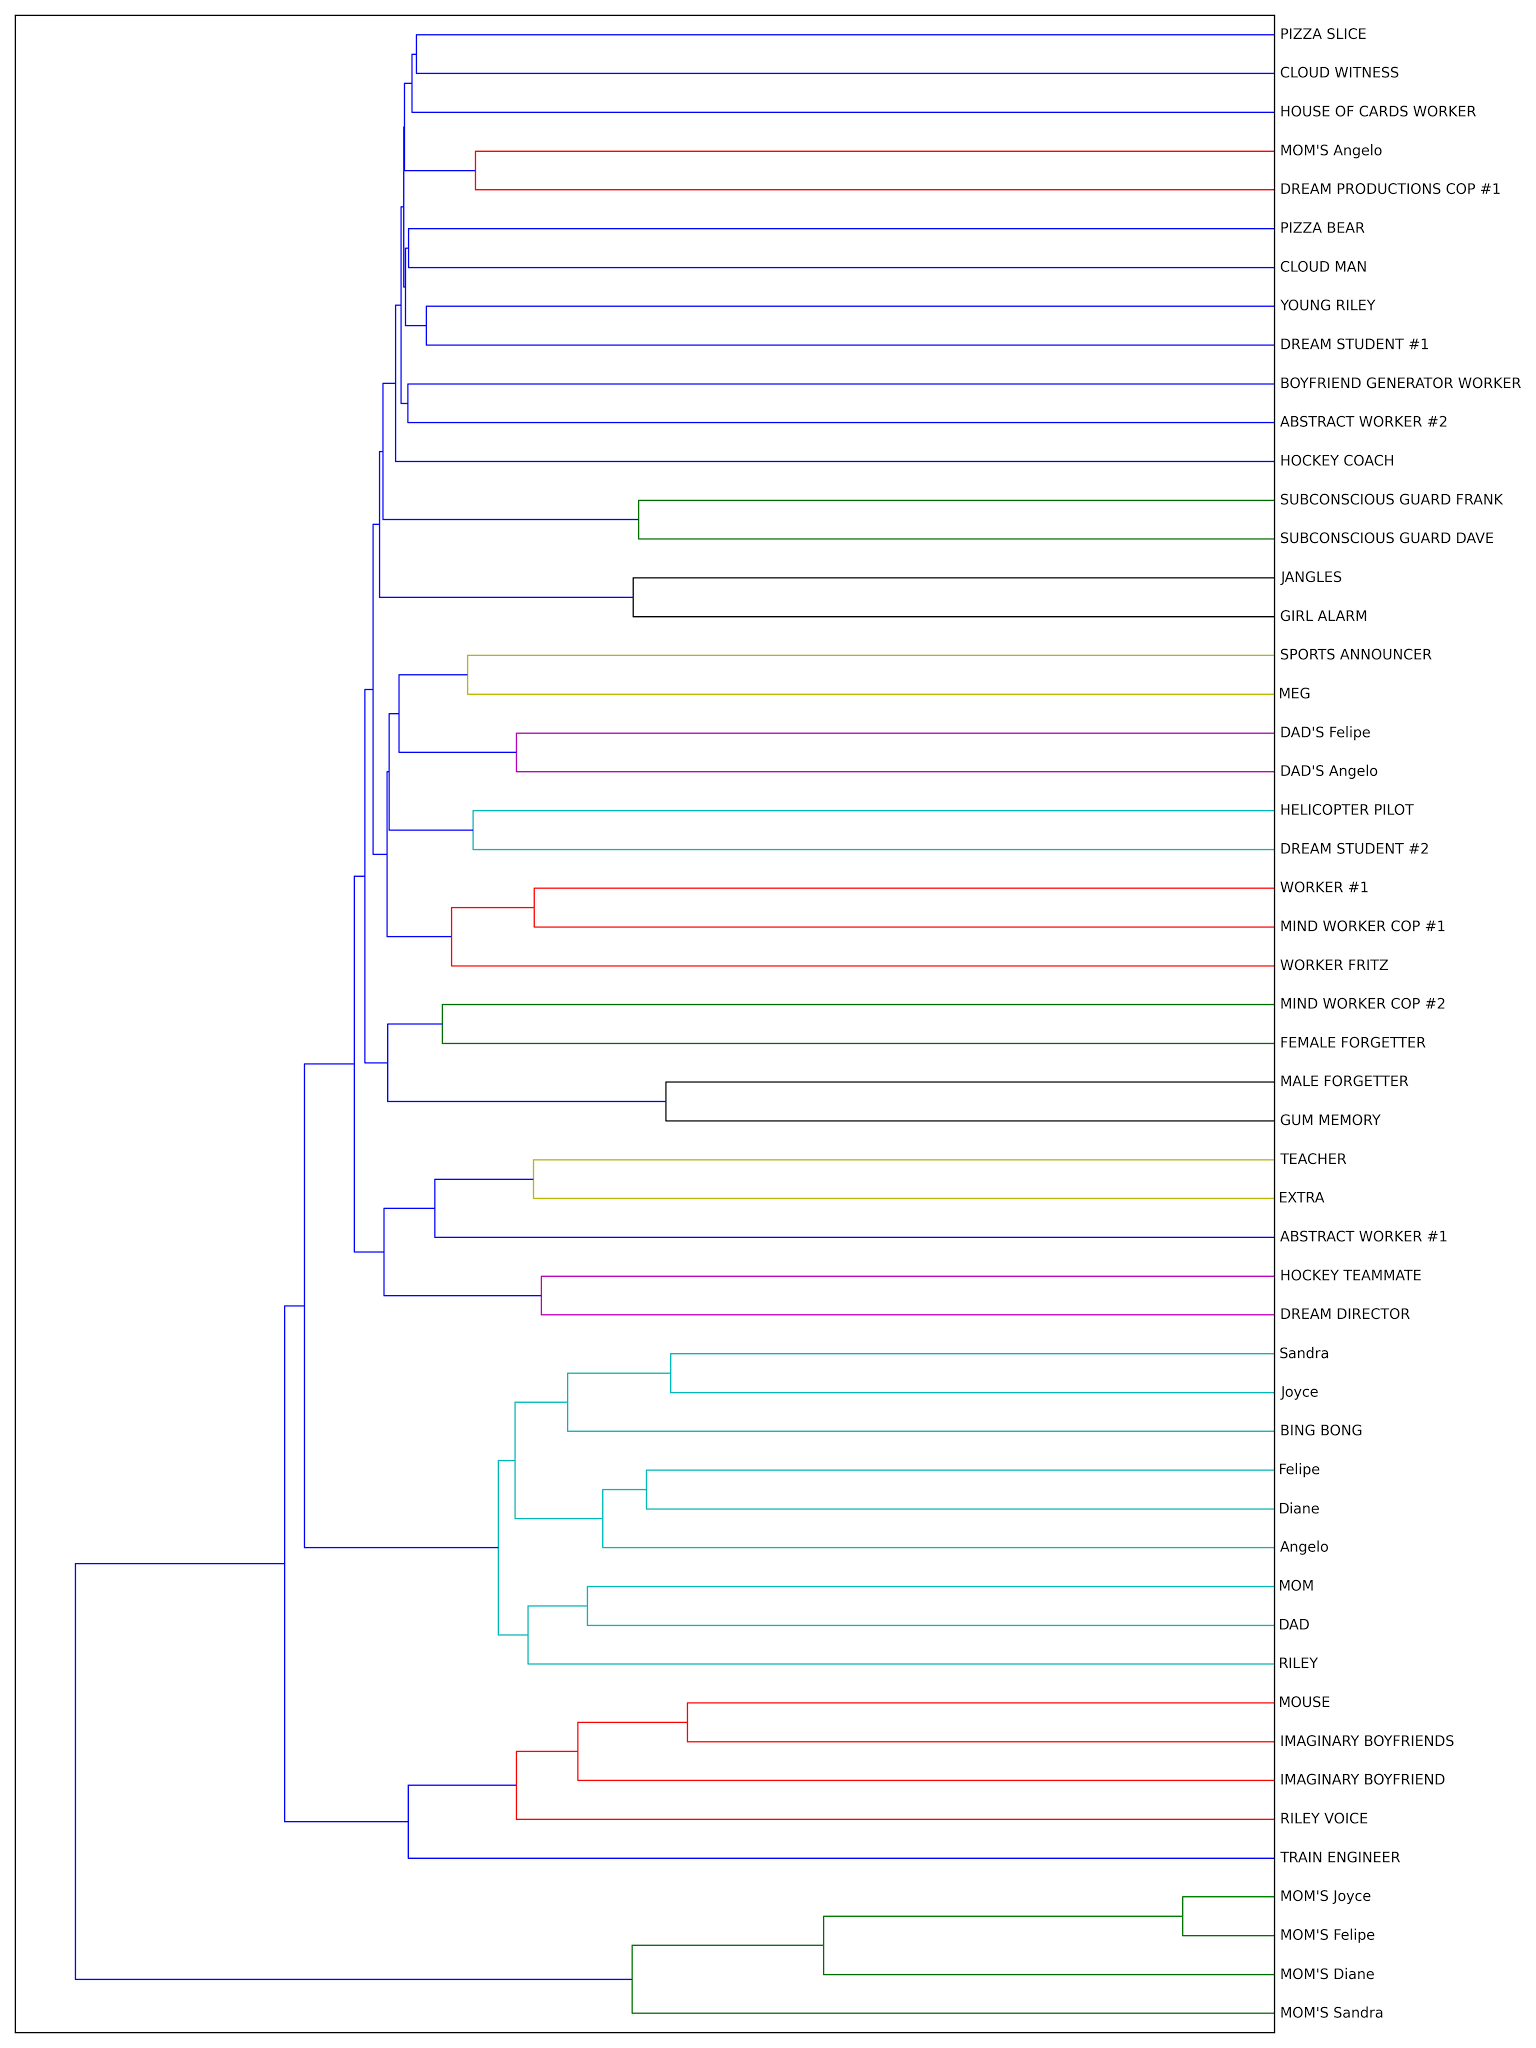 PIZZA SLICE
CLOUD WITNESS
HOUSE OF CARDS WORKER
MOM'S Angelo
DREAM PRODUCTIONS COP #1
PIZZA BEAR
CLOUD MAN
YOUNG RILEY
DREAM STUDENT #1
BOYFRIEND GENERATOR WORKER
ABSTRACT WORKER #2
HOCKEY COACH
SUBCONSCIOUS GUARD FRANK
SUBCONSCIOUS GUARD DAVE
JANGLES
GIRL ALARM
SPORTS ANNOUNCER
MEG
DAD'S Felipe
DAD'S Angelo
HELICOPTER PILOT
DREAM STUDENT #2
WORKER #1
MIND WORKER COP #1
WORKER FRITZ
MIND WORKER COP #2
FEMALE FORGETTER
MALE FORGETTER
GUM MEMORY
TEACHER
EXTRA
ABSTRACT WORKER #1
HOCKEY TEAMMATE
DREAM DIRECTOR
Sandra
Joyce
BING BONG
Felipe
Diane
Angelo
MOM
DAD
RILEY
MOUSE
IMAGINARY BOYFRIENDS
IMAGINARY BOYFRIEND
RILEY VOICE
TRAIN ENGINEER
MOM'S Joyce
MOM'S Felipe
MOM'S Diane
MOM'S Sandra